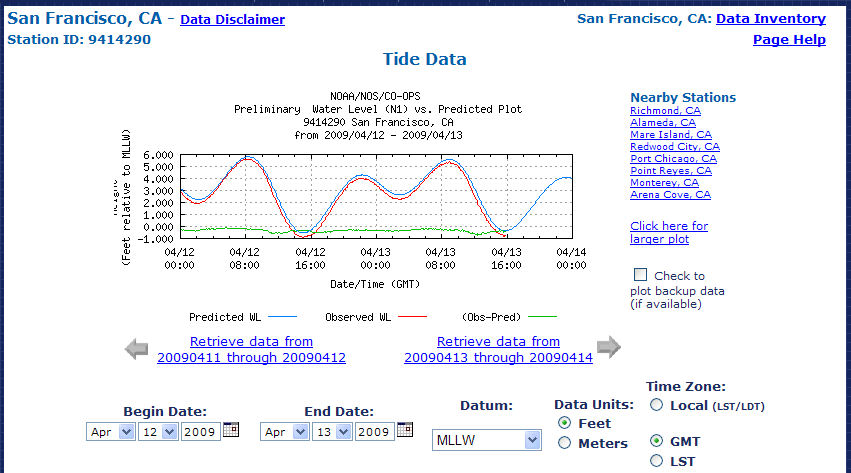 San Francisco, CA - Data Disclaimer
San Francisco, CA: Data Inventory
Station ID: 9414290
Page Help
Tide Data
NOAA/NOS/CO-OPS
Preliminary Water Level (N1) vs. Predicted Plot
9414290 San Francisco, CA
from 2009/04/12 - 2009/04/13
(Feet relative to MLLW)
6.000
5.000
4.000
3.000
2.000
1.000
0.000
-1.000
04/12 04/12 04/12 04/13 04/13 04/13 04/14
00:00 08:00 16:00 00:00 08:00 16:00 00:00
Date/Time (GMT)
Predicted WL Observed WL (Obs-Pred)
Nearby Stations
Richmond, CA
Alameda, CA
Mare Island, CA
Redwood City, CA
Port Chicago, CA
Point Reyes, CA
Monterey, CA
Arena Cove, CA
Click here for
larger plot
Check to
plot backup data
(if available)
Retrieve data from
20090411 through 20090412
Retrieve data from
20090413 through 20090414
Begin Date:
Apr 12 2009
End Date:
Apr 13 2009
Datum:
MLLW
Data Units:
Feet
Meters
Time Zone:
Local (LST/LDT)
GMT
LST